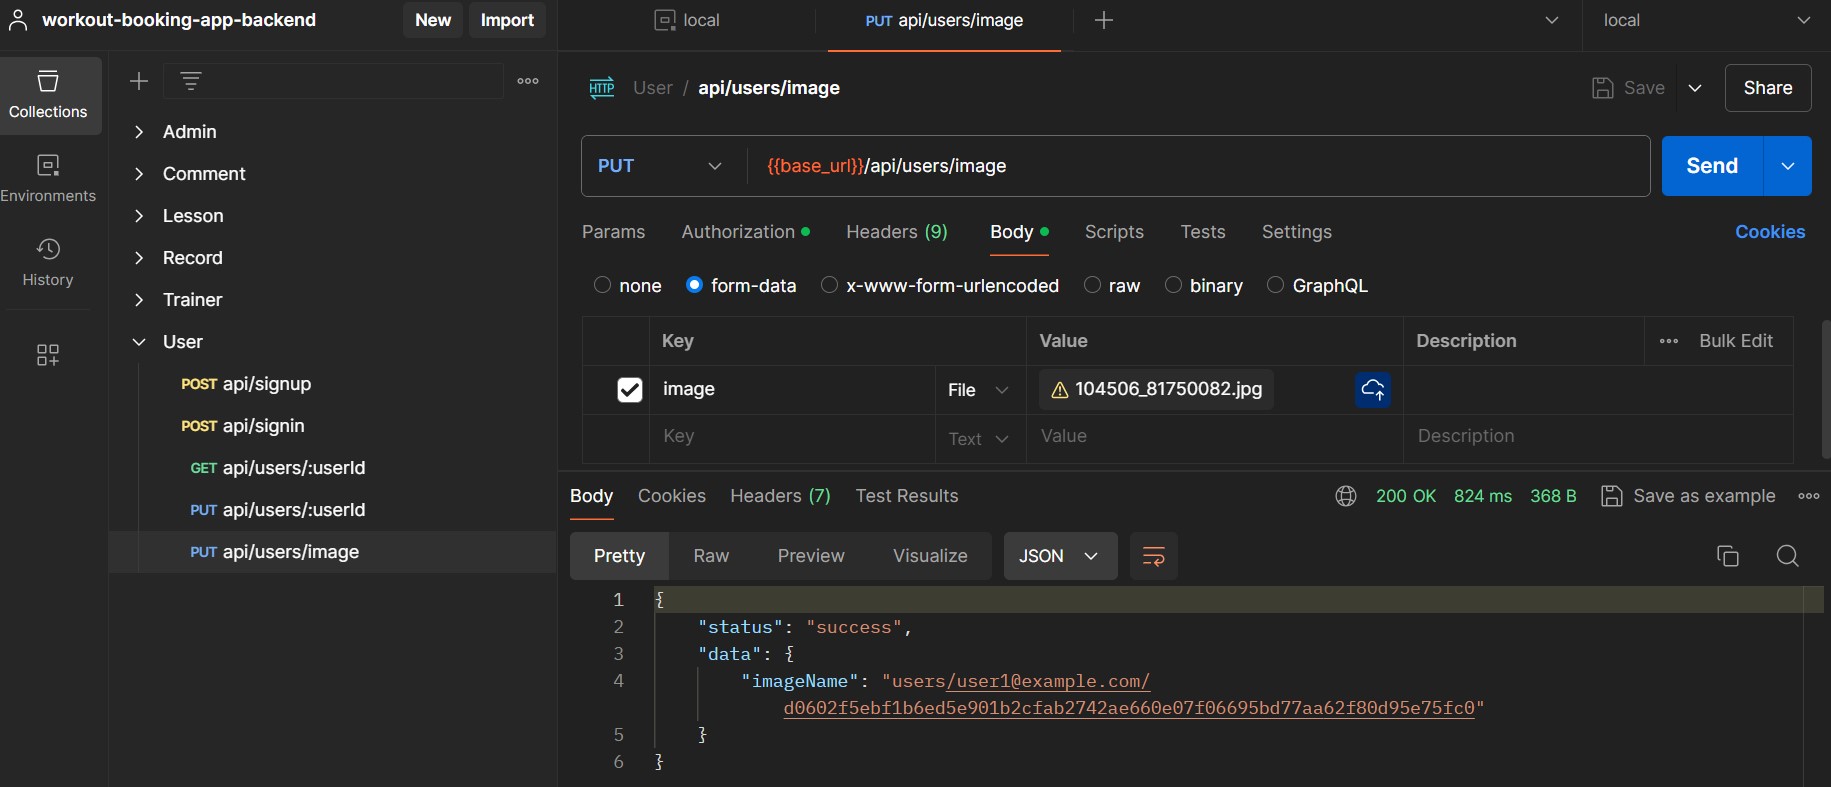 workout-booking-app-backend
New
Import
local
PUT api/users/image
local
Collections
Environments
History
Admin
Comment
Lesson
Record
Trainer
User
POST api/signup
POST api/signin
GET api/users/:userId
PUT api/users/:userId
PUT api/users/image
HTTP
User / api/users/image
Save
Share
PUT
{{base_url}}/api/users/image
Send
Params
Authorization
Headers (9)
Body
Scripts
Tests
Settings
Cookies
none
form-data
x-www-form-urlencoded
raw
binary
GraphQL
Key
Value
Description
Bulk Edit
image
File
104506_81750082.jpg
Key
Text
Value
Description
Body
Cookies
Headers (7)
Test Results
200 OK
824 ms
368 B
Save as example
Pretty
Raw
Preview
Visualize
JSON
1 {
2 "status": "success",
3 "data": {
4 "imageName": "users/user1@example.com/
d0602f5ebf1b6ed5e901b2cfab2742ae660e07f06695bd77aa62f80d95e75fc0"
5 }
6 }